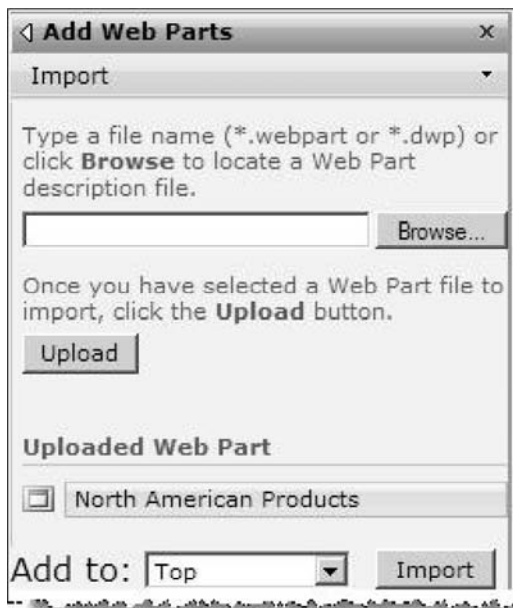 Add Web Parts
Import
Type a file name (*.webpart or *.dwp) or
click Browse to locate a Web Part
description file.
Browse...
Once you have selected a Web Part file to
import, click the Upload button.
Upload
Uploaded Web Part
North American Products
Add to: Top Import